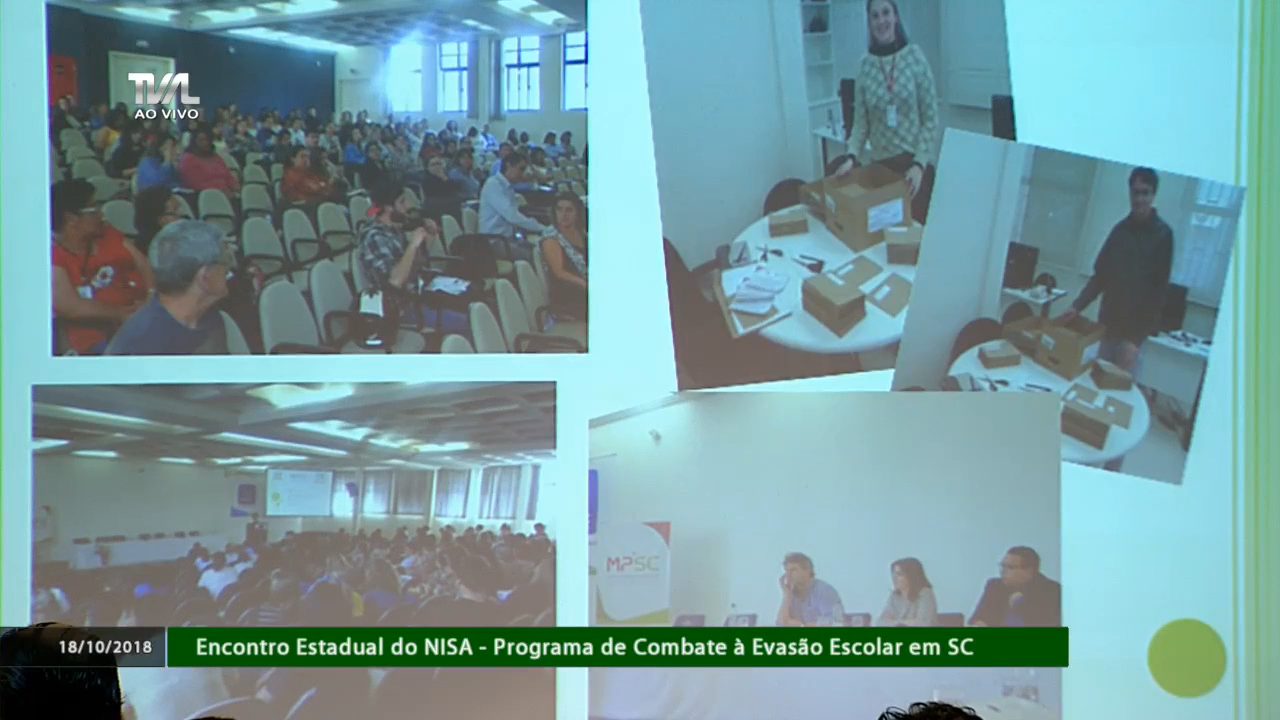 TVAL
AO VIVO
MPSC
18/10/2018
Encontro Estadual do NISA - Programa de Combate à Evasão Escolar em SC